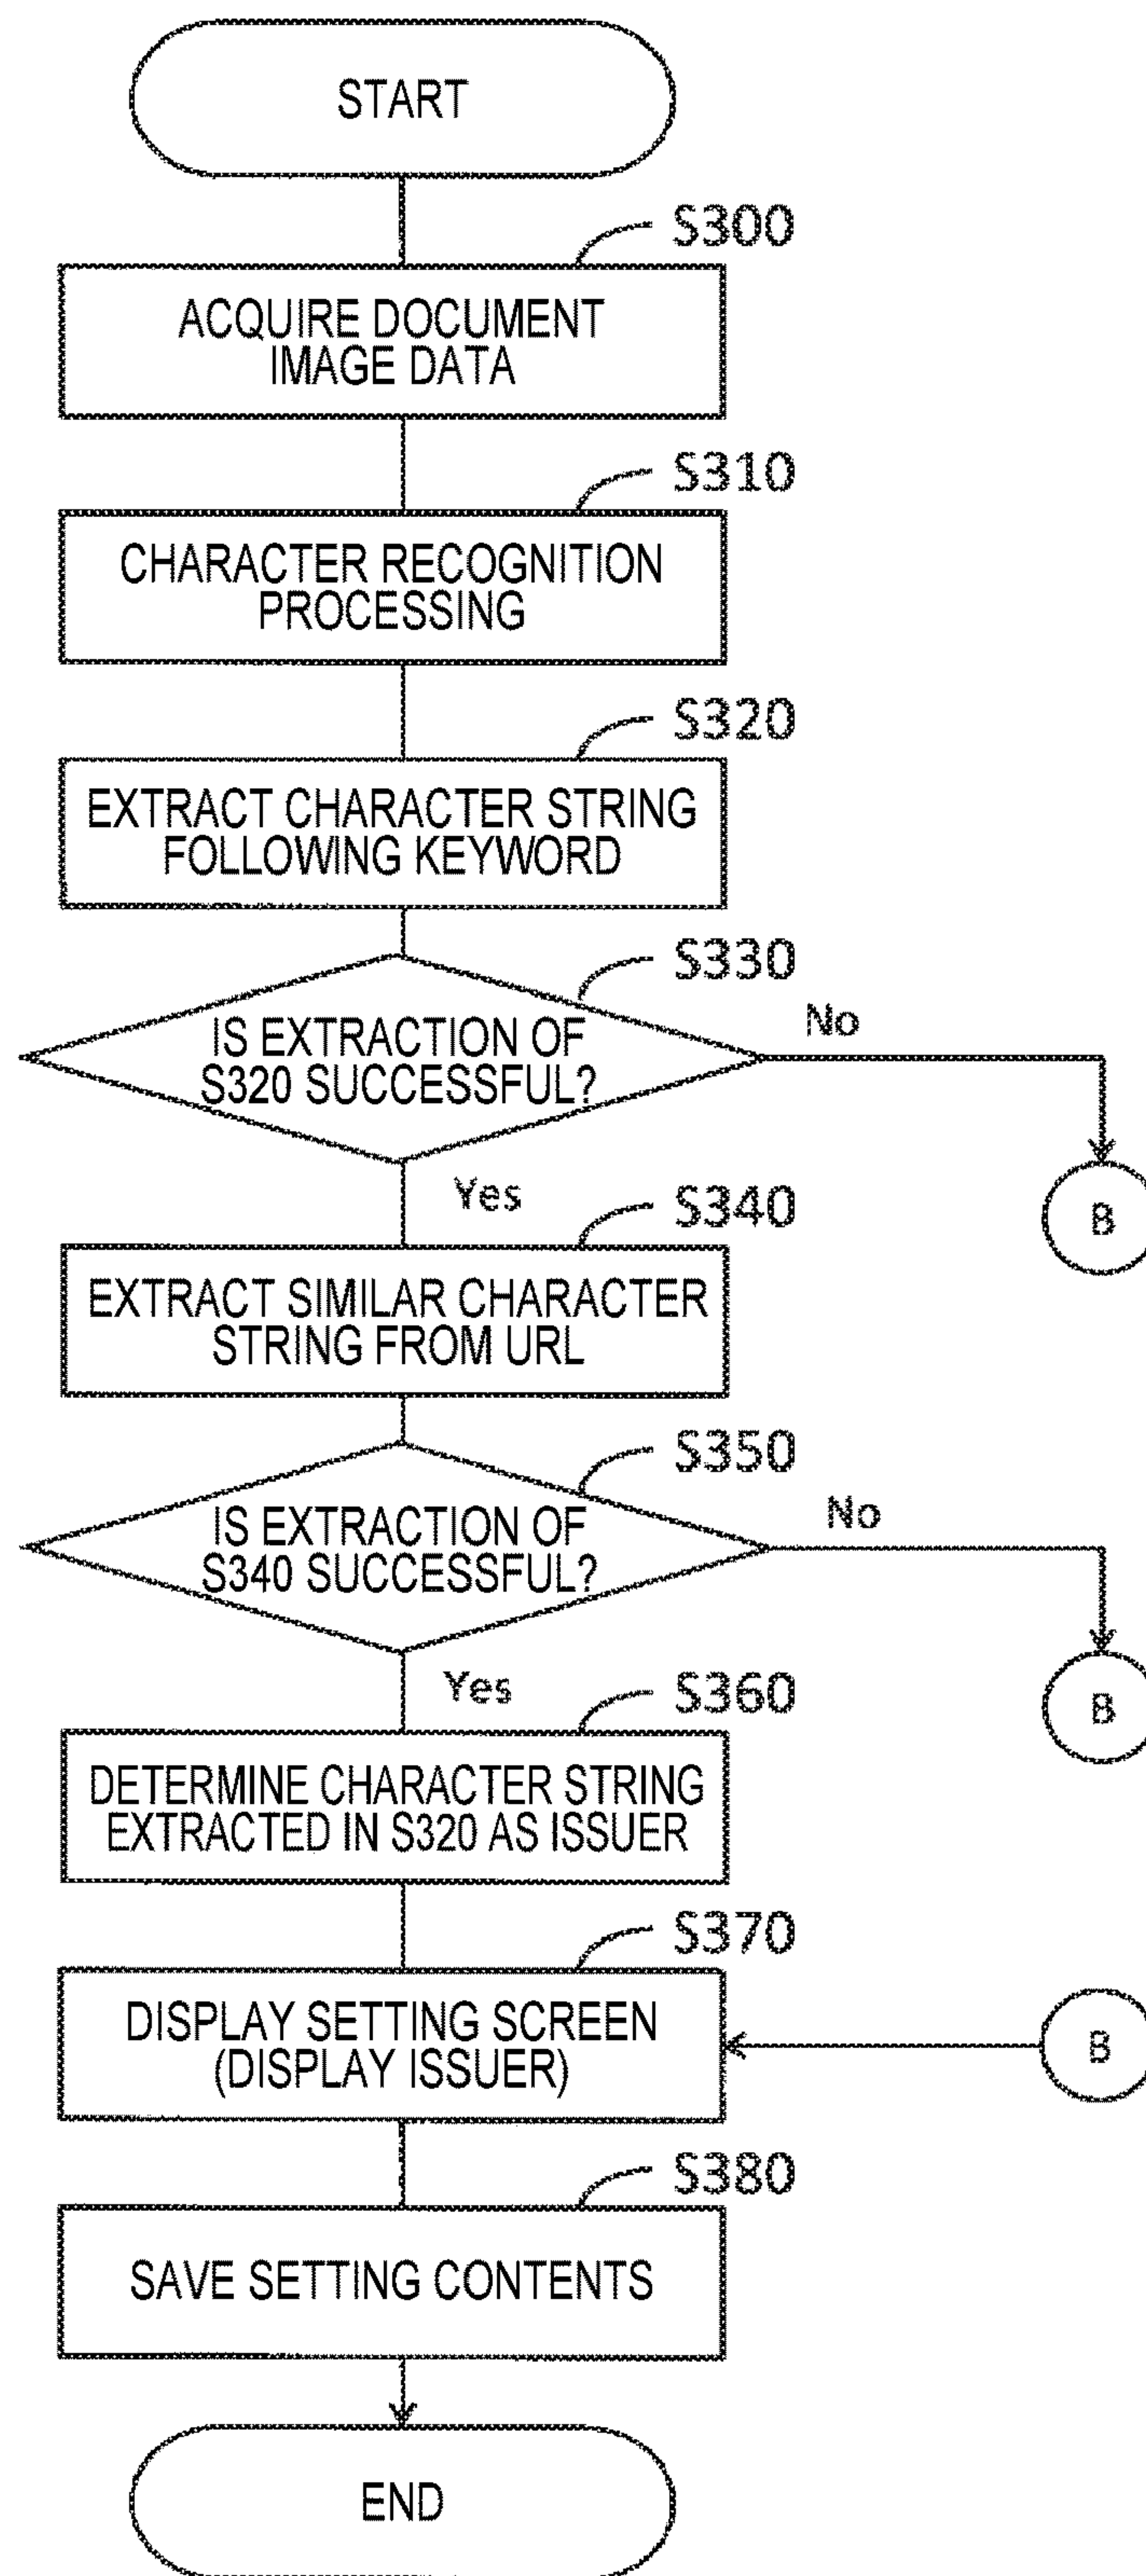 START
S300
ACQUIRE DOCUMENT
IMAGE DATA
S310
CHARACTER RECOGNITION
PROCESSING
S320
EXTRACT CHARACTER STRING
FOLLOWING KEYWORD
S330
IS EXTRACTION OF
S320 SUCCESSFUL?
No
B
Yes
S340
EXTRACT SIMILAR CHARACTER
STRING FROM URL
S350
IS EXTRACTION OF
S340 SUCCESSFUL?
No
B
Yes
S360
DETERMINE CHARACTER STRING
EXTRACTED IN S320 AS ISSUER
S370
DISPLAY SETTING SCREEN
(DISPLAY ISSUER)
B
S380
SAVE SETTING CONTENTS
END